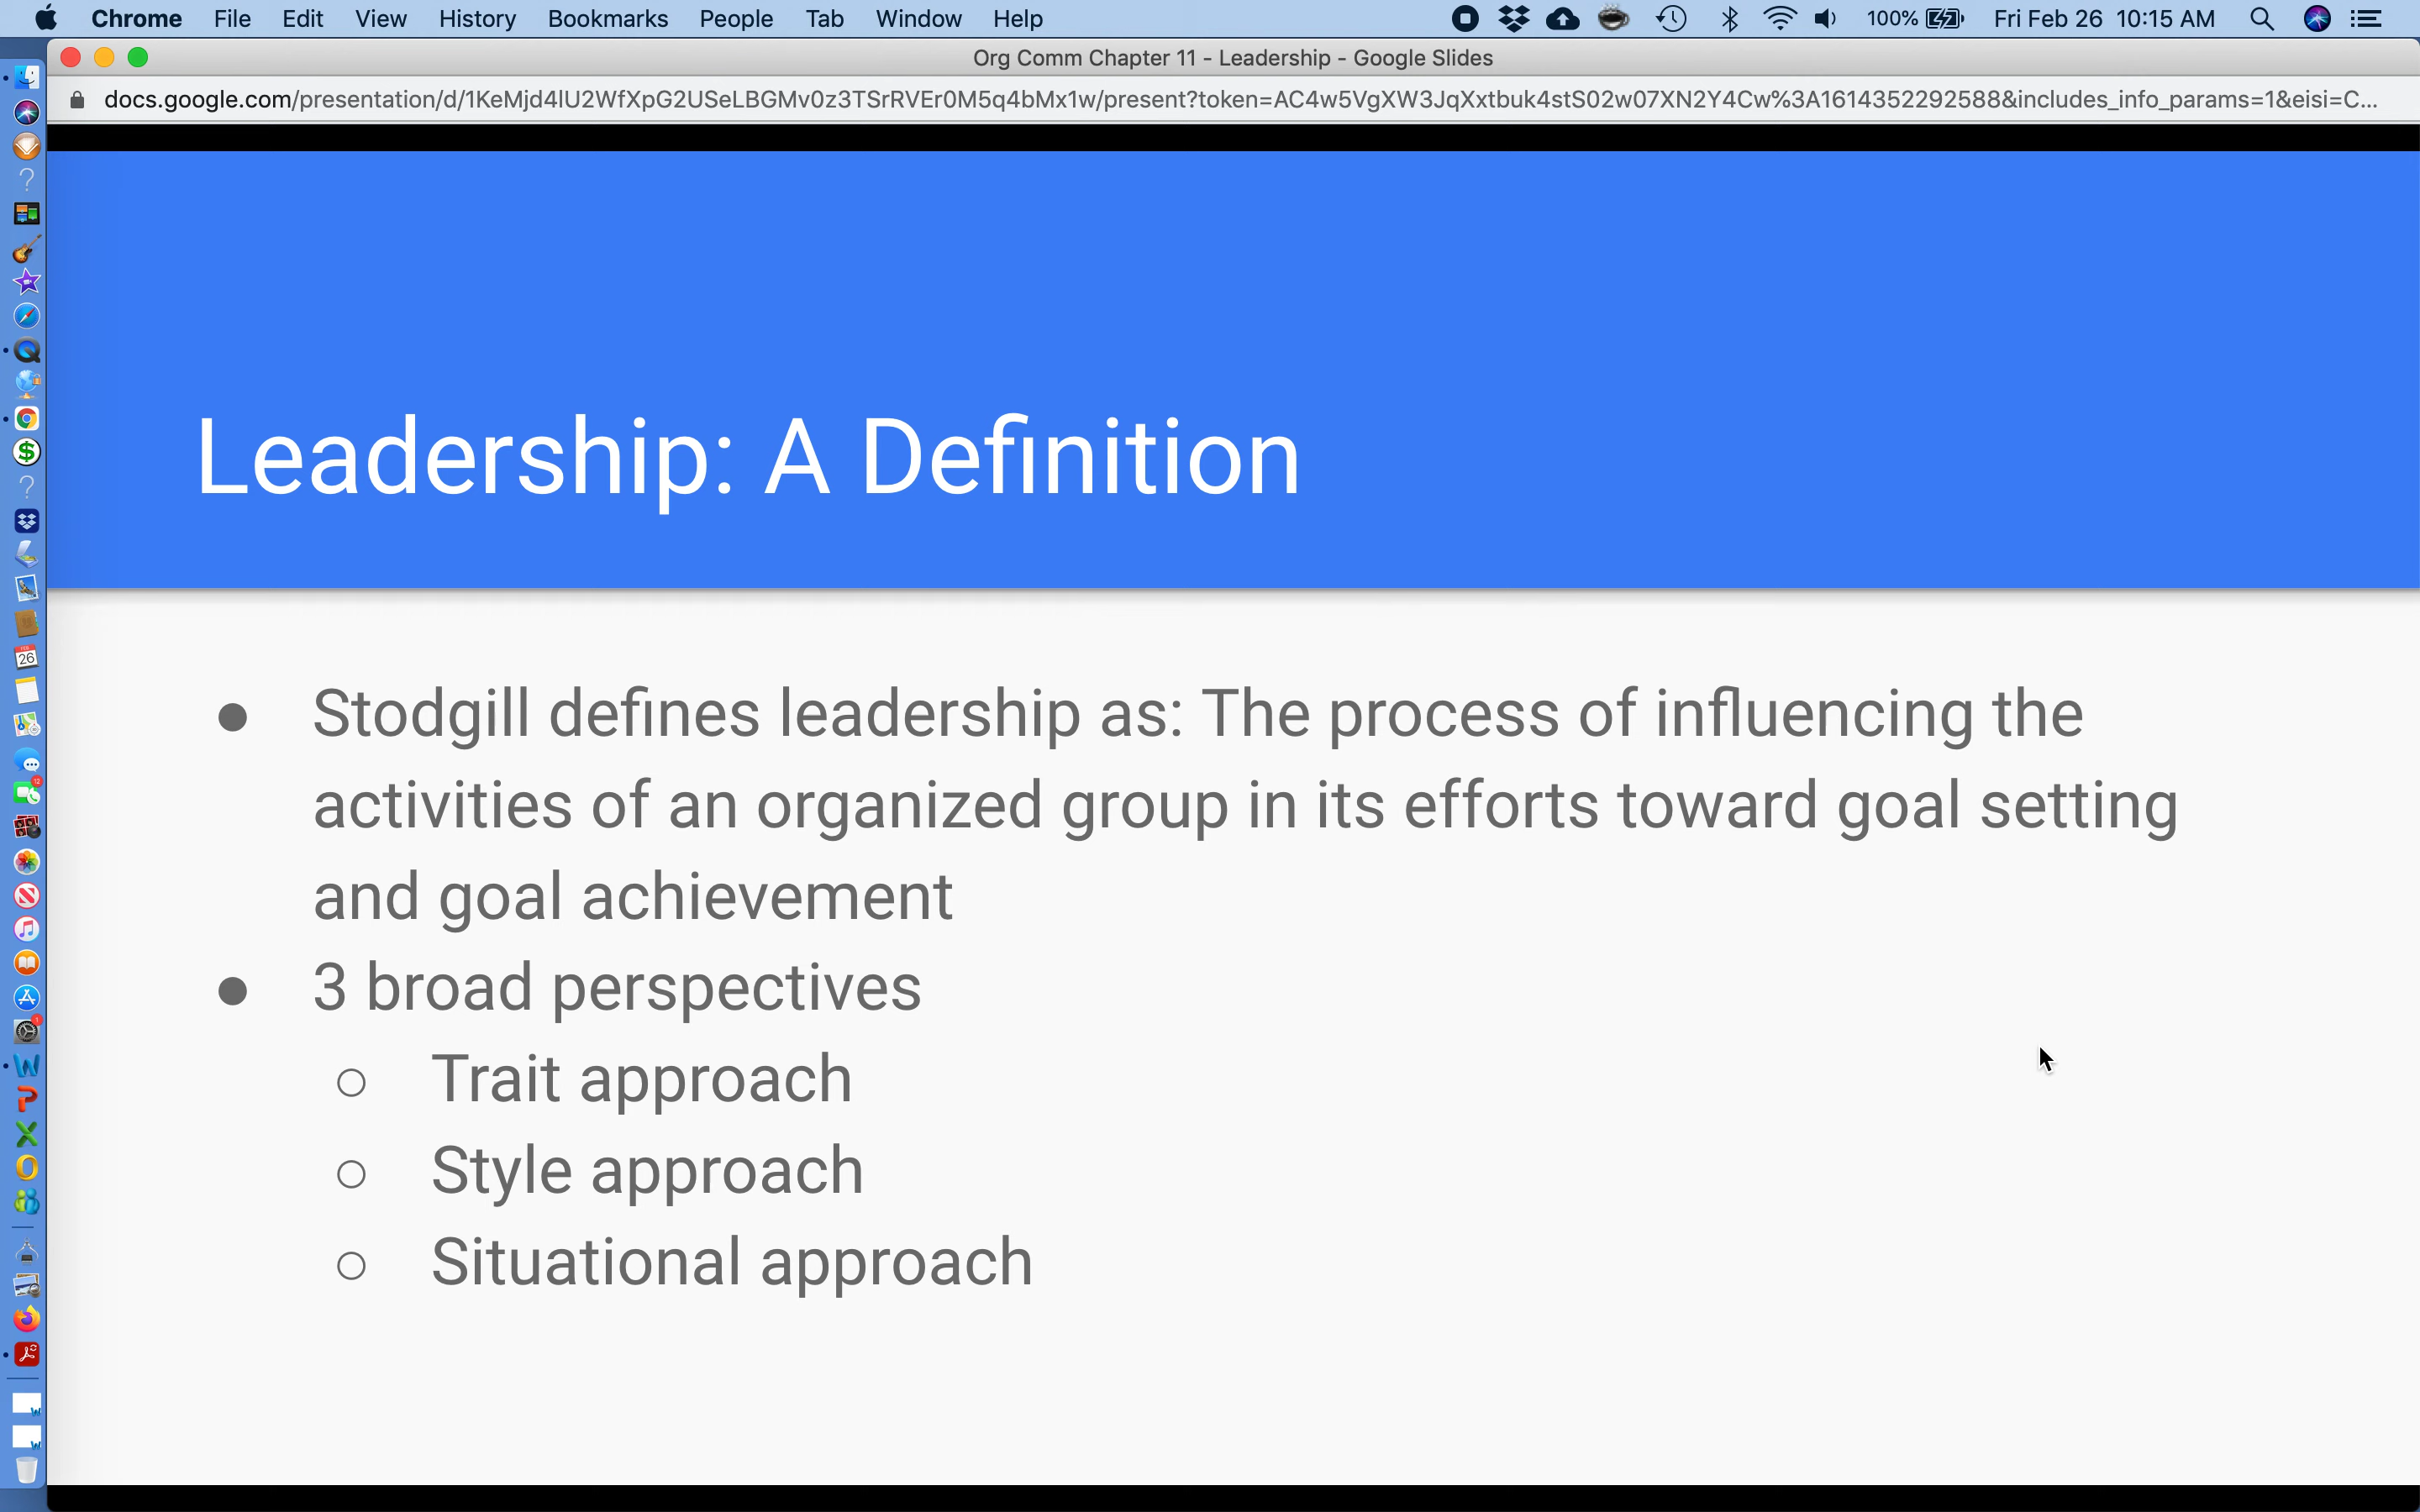 Chrome File Edit View History Bookmarks People Tab Window Help 100% Fri Feb 26 10:15 AM
Org Comm Chapter 11 - Leadership - Google Slides
docs.google.com/presentation/d/1KeMjd4lU2WfXpG2USeLBGMv0z3TSrRVEr0M5q4bMx1w/present?token=AC4w5VgXW3JqXxtbuk4stS02w07XN2Y4Cw%3A1614352292588&includes_info_params=1&eisi=C...
Leadership: A Definition
● Stodgill defines leadership as: The process of influencing the
activities of an organized group in its efforts toward goal setting
and goal achievement
● 3 broad perspectives
○ Trait approach
○ Style approach
○ Situational approach